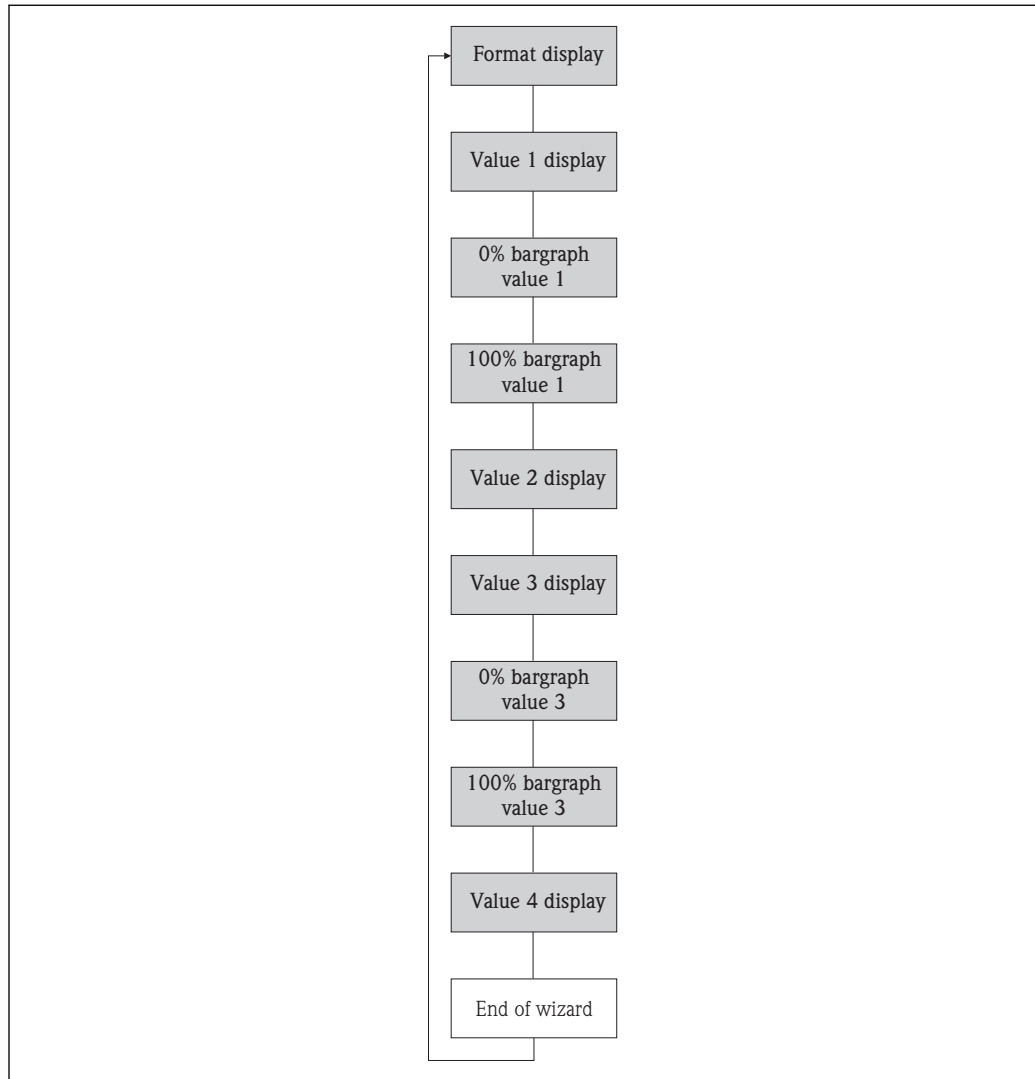 Format display
Value 1 display
0% bargraph
value 1
100% bargraph
value 1
Value 2 display
Value 3 display
0% bargraph
value 3
100% bargraph
value 3
Value 4 display
End of wizard